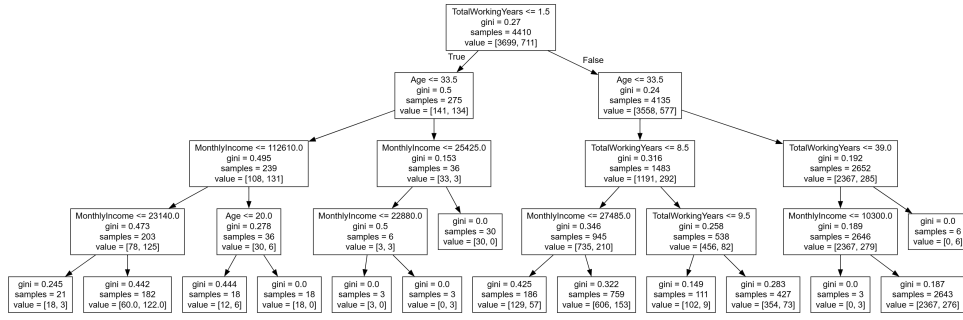 TotalWorkingYears <= 1.5
gini = 0.27
samples = 4410
value = [3699, 711]
True
False
Age <= 33.5
gini = 0.5
samples = 275
value = [141, 134]
Age <= 33.5
gini = 0.24
samples = 4135
value = [3558, 577]
MonthlyIncome <= 112610.0
gini = 0.495
samples = 239
value = [108, 131]
MonthlyIncome <= 25425.0
gini = 0.153
samples = 36
value = [33, 3]
TotalWorkingYears <= 8.5
gini = 0.316
samples = 1483
value = [1191, 292]
TotalWorkingYears <= 39.0
gini = 0.192
samples = 2652
value = [2367, 285]
MonthlyIncome <= 23140.0
gini = 0.473
samples = 203
value = [78, 125]
Age <= 20.0
gini = 0.278
samples = 36
value = [30, 6]
MonthlyIncome <= 22880.0
gini = 0.5
samples = 6
value = [3, 3]
gini = 0.0
samples = 30
value = [30, 0]
MonthlyIncome <= 27485.0
gini = 0.346
samples = 945
value = [735, 210]
TotalWorkingYears <= 9.5
gini = 0.258
samples = 538
value = [456, 82]
MonthlyIncome <= 10300.0
gini = 0.189
samples = 2646
value = [2367, 279]
gini = 0.0
samples = 6
value = [0, 6]
gini = 0.245
samples = 21
value = [18, 3]
gini = 0.442
samples = 182
value = [60.0, 122.0]
gini = 0.444
samples = 18
value = [12, 6]
gini = 0.0
samples = 18
value = [18, 0]
gini = 0.0
samples = 3
value = [3, 0]
gini = 0.0
samples = 3
value = [0, 3]
gini = 0.425
samples = 186
value = [129, 57]
gini = 0.322
samples = 759
value = [606, 153]
gini = 0.149
samples = 111
value = [102, 9]
gini = 0.283
samples = 427
value = [354, 73]
gini = 0.0
samples = 3
value = [0, 3]
gini = 0.187
samples = 2643
value = [2367, 276]